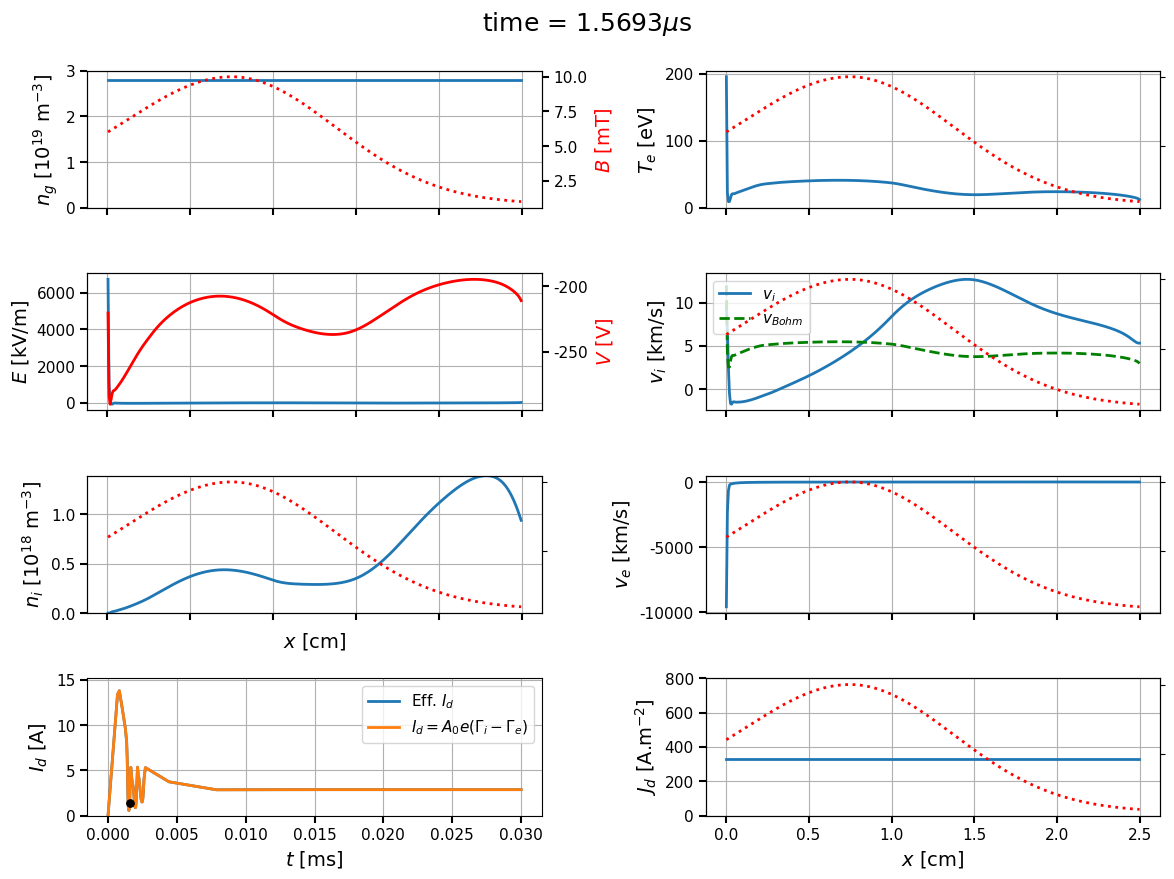 time = 1.5693μs
n_g [10^19 m^−3]
3
2
1
0
10.0
7.5
5.0
2.5
B [mT]
T_e [eV]
200
100
0
E [kV/m]
6000
4000
2000
0
-200
-250
V [V]
v_i [km/s]
10
5
0
v_i
v_Bohm
n_i [10^18 m^−3]
1.0
0.5
0.0
x [cm]
v_e [km/s]
0
-5000
-10000
I_d [A]
15
10
5
0
Eff. I_d
I_d = A_0e(Γ_i − Γ_e)
0.000 0.005 0.010 0.015 0.020 0.025 0.030
t [ms]
J_d [A.m^−2]
800
600
400
200
0
0.0 0.5 1.0 1.5 2.0 2.5
x [cm]